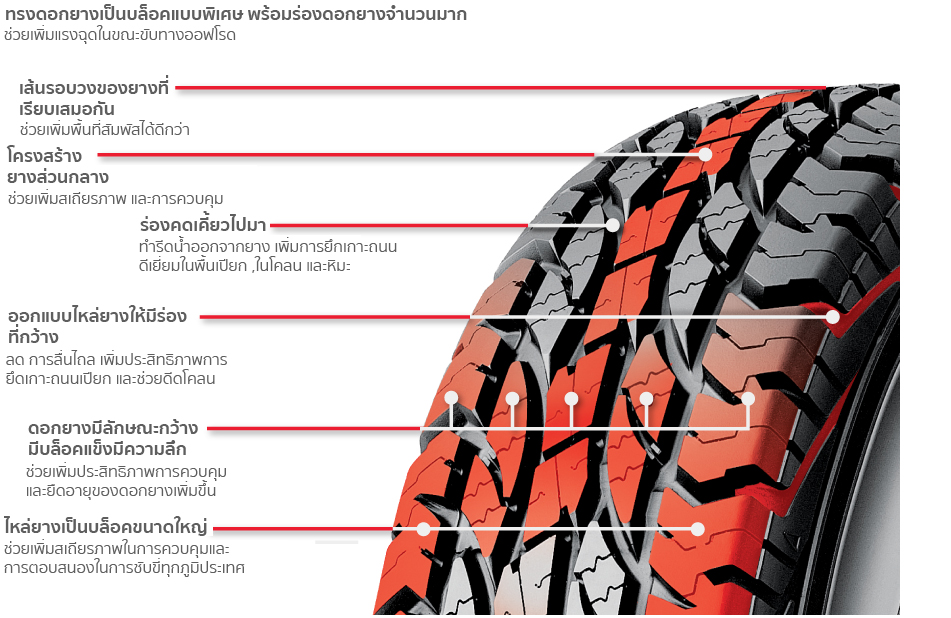 ทรงดอกยางเป็นบล็อคแบบพิเศษ พร้อมร่องดอกยางจำนวนมาก
ช่วยเพิ่มแรงฉุดในขณะขับทางออฟโรด
เส้นรอบวงของยางที่
เรียบเสมอกัน
ช่วยเพิ่มพื้นที่สัมพัสได้ดีกว่า
โครงสร้าง
ยางส่วนกลาง
ช่วยเพิ่มสเถียรภาพ และการควบคุม
ร่องคดเคี้ยวไปมา
ทำรีดน้ำออกจากยาง เพิ่มการยึกเกาะถนน
ดีเยี่ยมในพื้นเปียก ,ในโคลน และหิมะ
ออกแบบไหล่ยางให้มีร่อง
ที่กว้าง
ลด การลื่นไถล เพิ่มประสิทธิภาพการ
ยึดเกาะถนนเปียก และช่วยดีดโคลน
ดอกยางมีลักษณะกว้าง
มีบล็อคแข็งมีความลึก
ช่วยเพิ่มประสิทธิภาพการควบคุม
และยืดอายุของดอกยางเพิ่มขึ้น
ไหล่ยางเป็นบล็อคขนาดใหญ่
ช่วยเพิ่มสเถียรภาพในการควบคุมและ
การตอบสนองในการขับขี่ทุกภูมิประเทศ